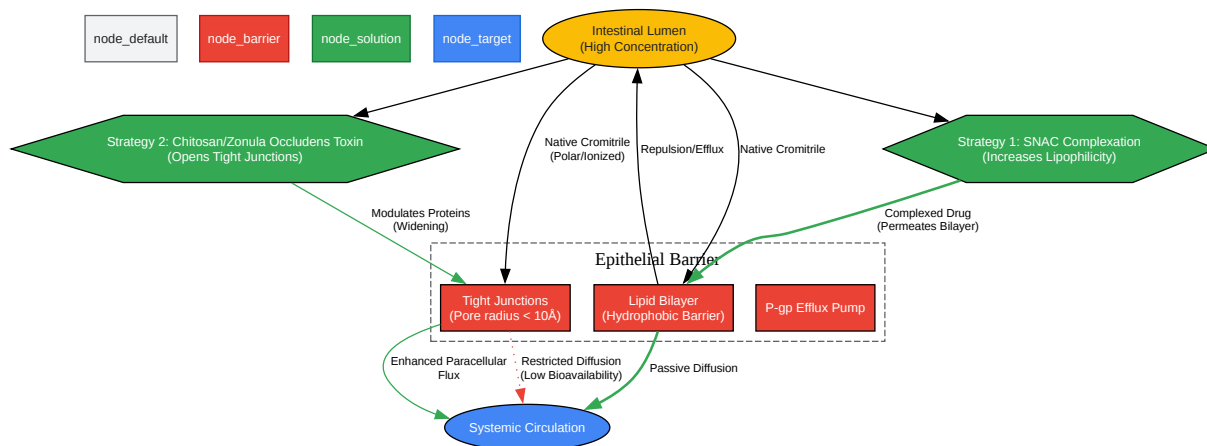 node_default
node_barrier
node_solution
node_target
Intestinal Lumen
(High Concentration)
Strategy 2: Chitosan/Zonula Occludens Toxin
(Opens Tight Junctions)
Strategy 1: SNAC Complexation
(Increases Lipophilicity)
Native Cromitrile
(Polar/Ionized)
Repulsion/Efflux
Native Cromitrile
Modulates Proteins
(Widening)
Complexed Drug
(Permeates Bilayer)
Epithelial Barrier
Tight Junctions
(Pore radius < 10Å)
Lipid Bilayer
(Hydrophobic Barrier)
P-gp Efflux Pump
Enhanced Paracellular
Flux
Restricted Diffusion
(Low Bioavailability)
Passive Diffusion
Systemic Circulation